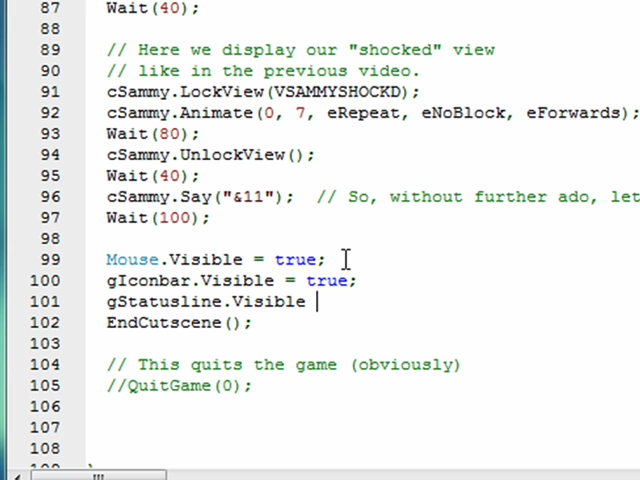 87 Wait(40);
88
89 // Here we display our "shocked" view
90 // like in the previous video.
91 cSammy.LockView(VSAMMYSHOCKD);
92 cSammy.Animate(0, 7, eRepeat, eNoBlock, eForwards);
93 Wait(80);
94 cSammy.UnlockView();
95 Wait(40);
96 cSammy.Say("&11"); // So, without further ado, let
97 Wait(100);
98
99 Mouse.Visible = true;
100 gIconbar.Visible = true;
101 gStatusline.Visible
102 EndCutscene();
103
104 // This quits the game (obviously)
105 //QuitGame(0);
106
107
108